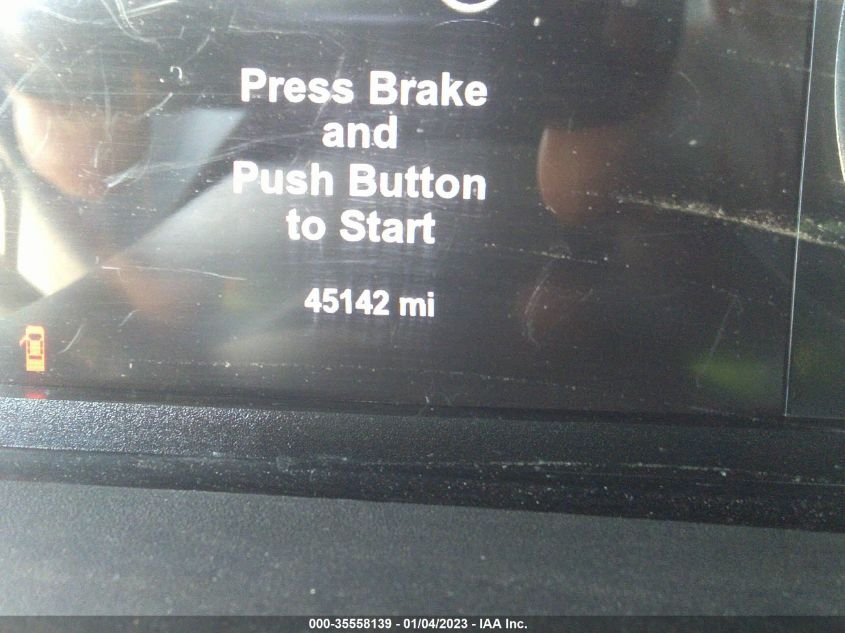 Press Brake
and
Push Button
to Start
45142 mi
000-35558139 - 01/04/2023 - IAA Inc.